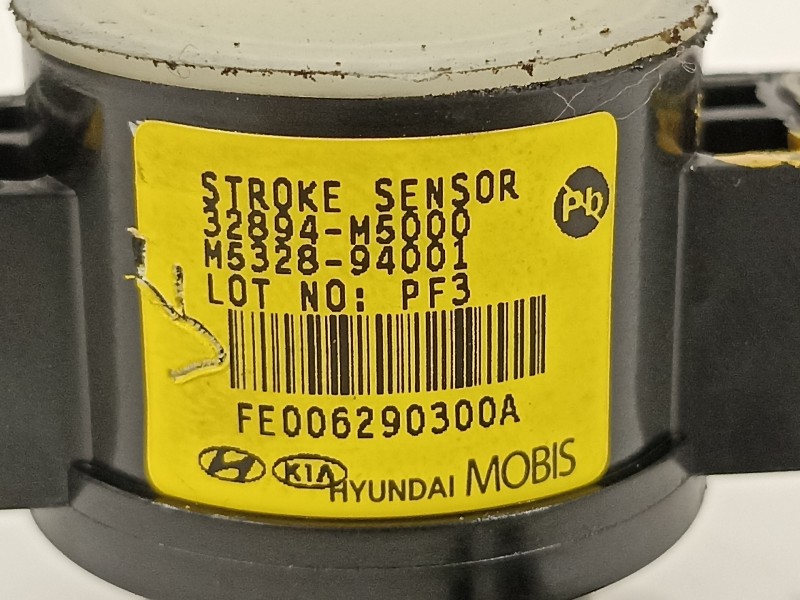 STROKE SENSOR
Pb
32894-M5000
M5328-94001
LOT NO: PF3
FE006290300A
KIA HYUNDAI MOBIS